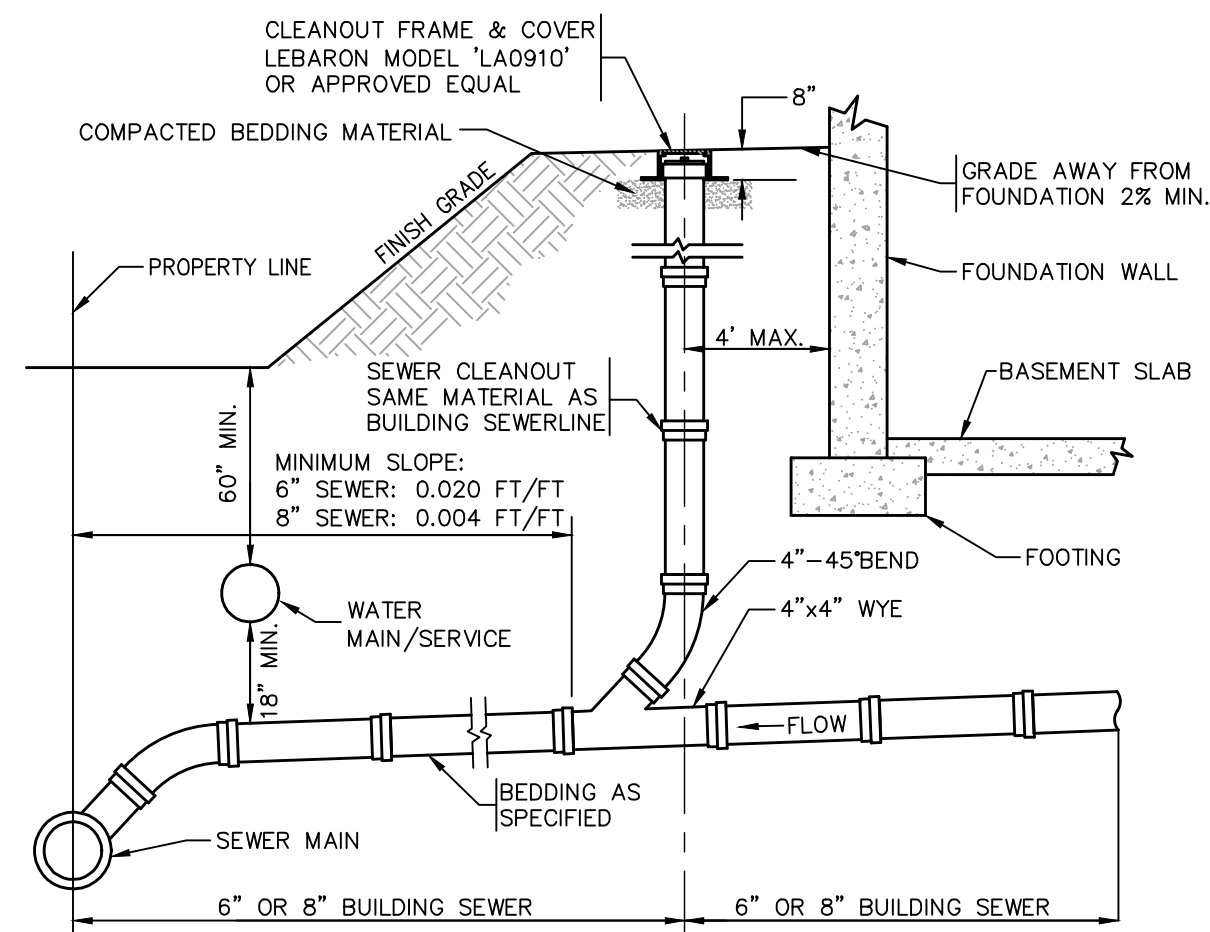 CLEANOUT FRAME & COVER
LEBARON MODEL 'LA0910'
OR APPROVED EQUAL
8"
COMPACTED BEDDING MATERIAL
GRADE AWAY FROM
FOUNDATION 2% MIN.
FINISH GRADE
PROPERTY LINE
FOUNDATION WALL
4' MAX.
SEWER CLEANOUT
SAME MATERIAL AS
BUILDING SEWERLINE
BASEMENT SLAB
60" MIN.
MINIMUM SLOPE:
6" SEWER: 0.020 FT/FT
8" SEWER: 0.004 FT/FT
FOOTING
4"-45°BEND
4"x4" WYE
WATER
MAIN/SERVICE
18" MIN.
FLOW
BEDDING AS
SPECIFIED
SEWER MAIN
6" OR 8" BUILDING SEWER
6" OR 8" BUILDING SEWER